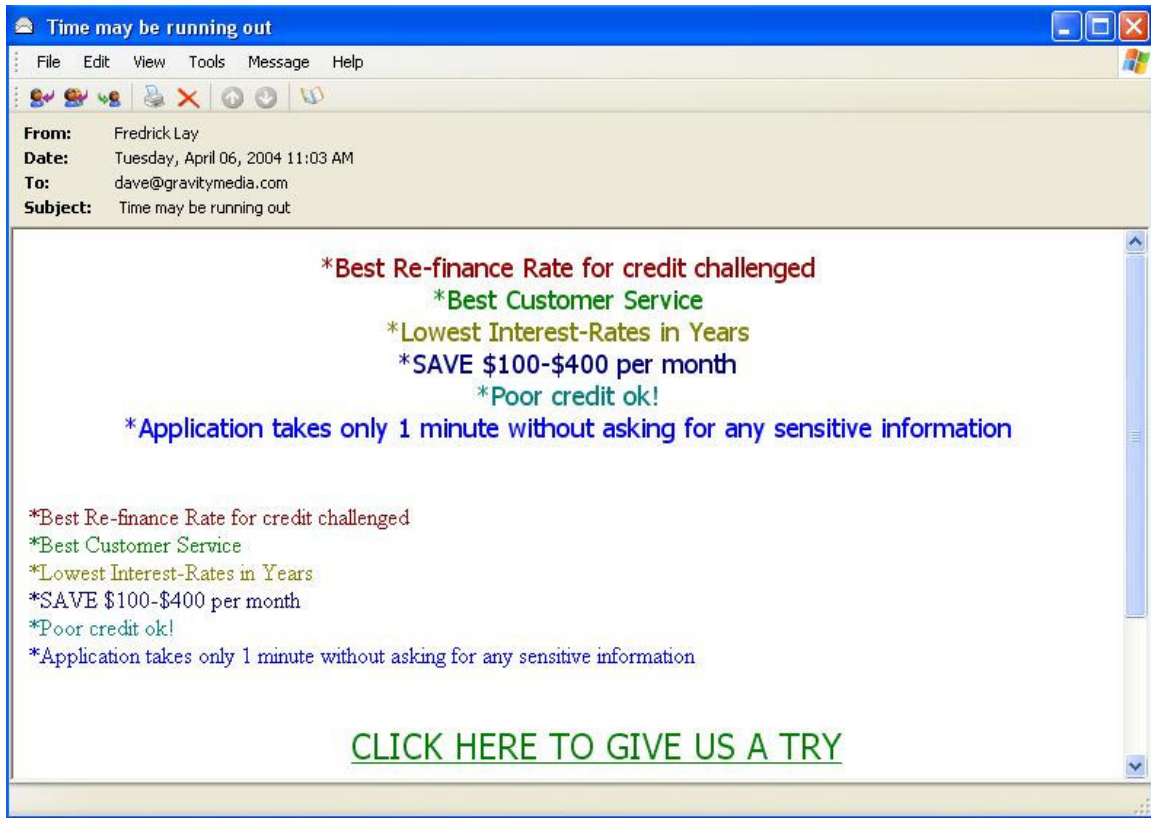 Time may be running out
File Edit View Tools Message Help
From: Fredrick Lay
Date: Tuesday, April 06, 2004 11:03 AM
To: dave@gravitymedia.com
Subject: Time may be running out
*Best Re-finance Rate for credit challenged
*Best Customer Service
*Lowest Interest-Rates in Years
*SAVE $100-$400 per month
*Poor credit ok!
*Application takes only 1 minute without asking for any sensitive information
*Best Re-finance Rate for credit challenged
*Best Customer Service
*Lowest Interest-Rates in Years
*SAVE $100-$400 per month
*Poor credit ok!
*Application takes only 1 minute without asking for any sensitive information
CLICK HERE TO GIVE US A TRY